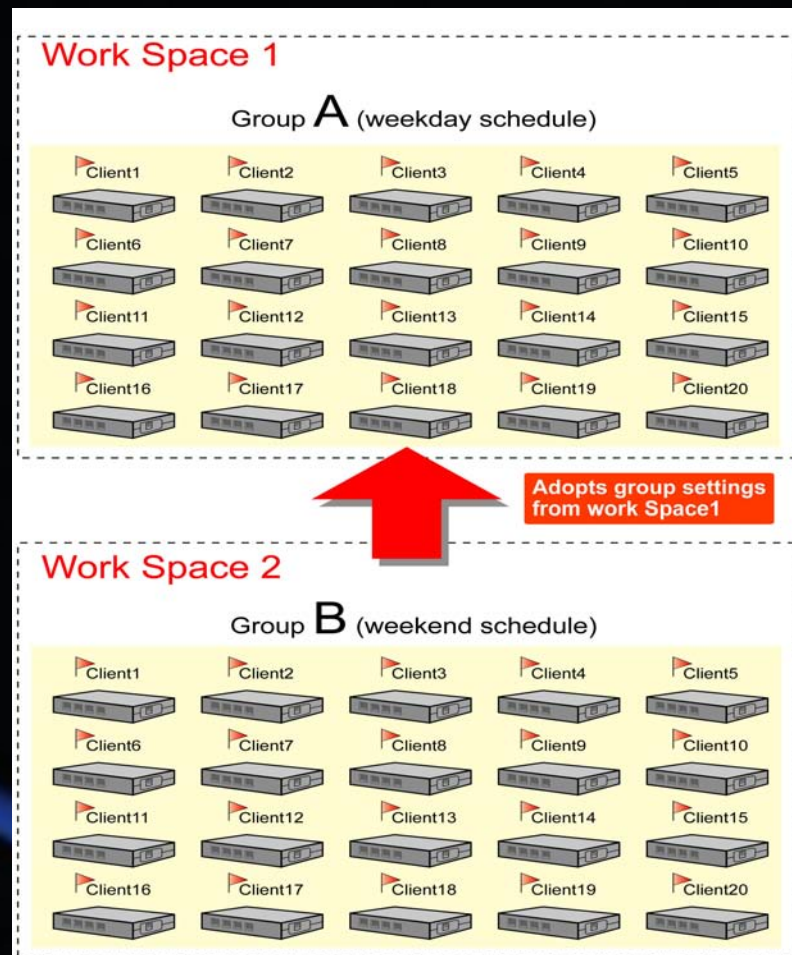 Work Space 1
Group A (weekday schedule)
Client1 Client2 Client3 Client4 Client5
Client6 Client7 Client8 Client9 Client10
Client11 Client12 Client13 Client14 Client15
Client16 Client17 Client18 Client19 Client20
Adopts group settings
from work Space1
Work Space 2
Group B (weekend schedule)
Client1 Client2 Client3 Client4 Client5
Client6 Client7 Client8 Client9 Client10
Client11 Client12 Client13 Client14 Client15
Client16 Client17 Client18 Client19 Client20